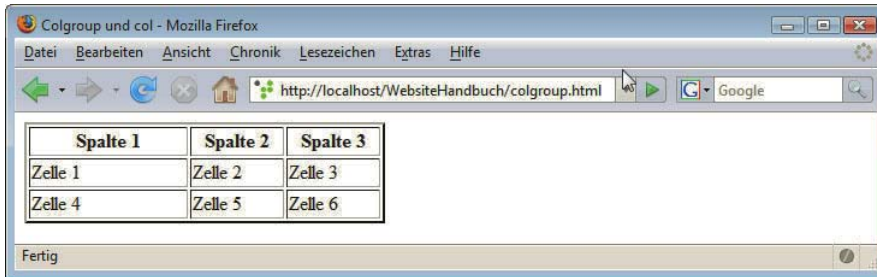 Colgroup und col - Mozilla Firefox
Datei Bearbeiten Ansicht Chronik Lesezeichen Extras Hilfe
http://localhost/WebsiteHandbuch/colgroup.html G Google
Spalte 1 Spalte 2 Spalte 3
Zelle 1 Zelle 2 Zelle 3
Zelle 4 Zelle 5 Zelle 6
Fertig